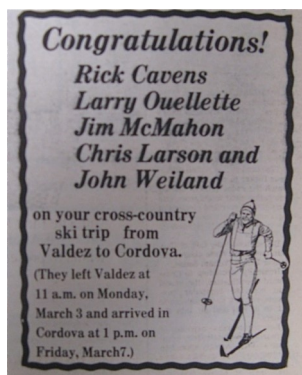 Congratulations!
Rick Cavens
Larry Ouellette
Jim McMahon
Chris Larson and
John Weiland
on your cross-country
ski trip from
Valdez to Cordova.
(They left Valdez at
11 a.m. on Monday,
March 3 and arrived in
Cordova at 1 p.m. on
Friday, March7.)